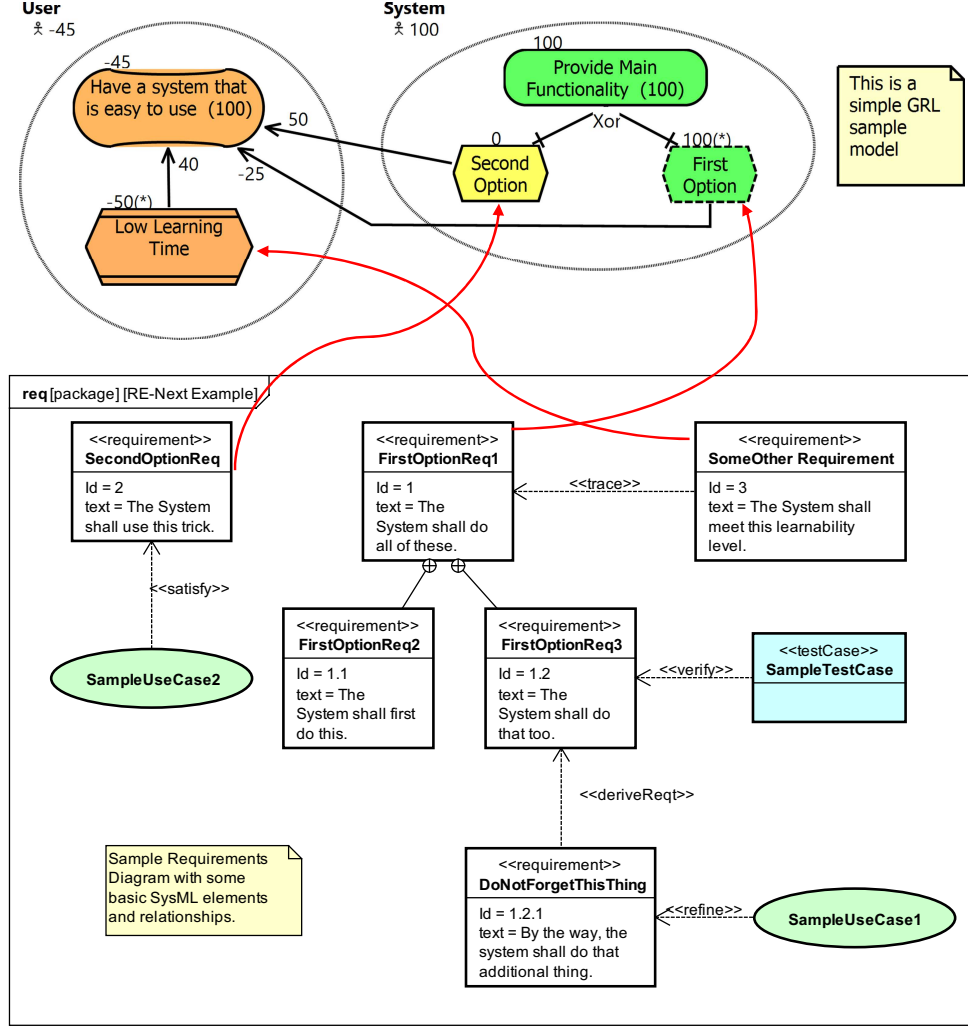 User
-45
System
100
-45
Have a system that
is easy to use (100)
100
Provide Main
Functionality (100)
Xor
This is a
simple GRL
sample
model
50
0
100(*)
40
-25
Second
Option
First
Option
-50(*)
Low Learning
Time
req [package] [RE-Next Example]
<<requirement>>
SecondOptionReq
Id = 2
text = The System
shall use this trick.
<<requirement>>
FirstOptionReq1
Id = 1
text = The
System shall do
all of these.
<<trace>>
<<requirement>>
SomeOther Requirement
Id = 3
text = The System shall
meet this learnability
level.
<<satisfy>>
SampleUseCase2
<<requirement>>
FirstOptionReq2
Id = 1.1
text = The
System shall first
do this.
<<requirement>>
FirstOptionReq3
Id = 1.2
text = The
System shall do
that too.
<<verify>>
<<testCase>>
SampleTestCase
<<deriveReqt>>
Sample Requirements
Diagram with some
basic SysML elements
and relationships.
<<requirement>>
DoNotForgetThisThing
Id = 1.2.1
text = By the way, the
system shall do that
additional thing.
<<refine>>
SampleUseCase1